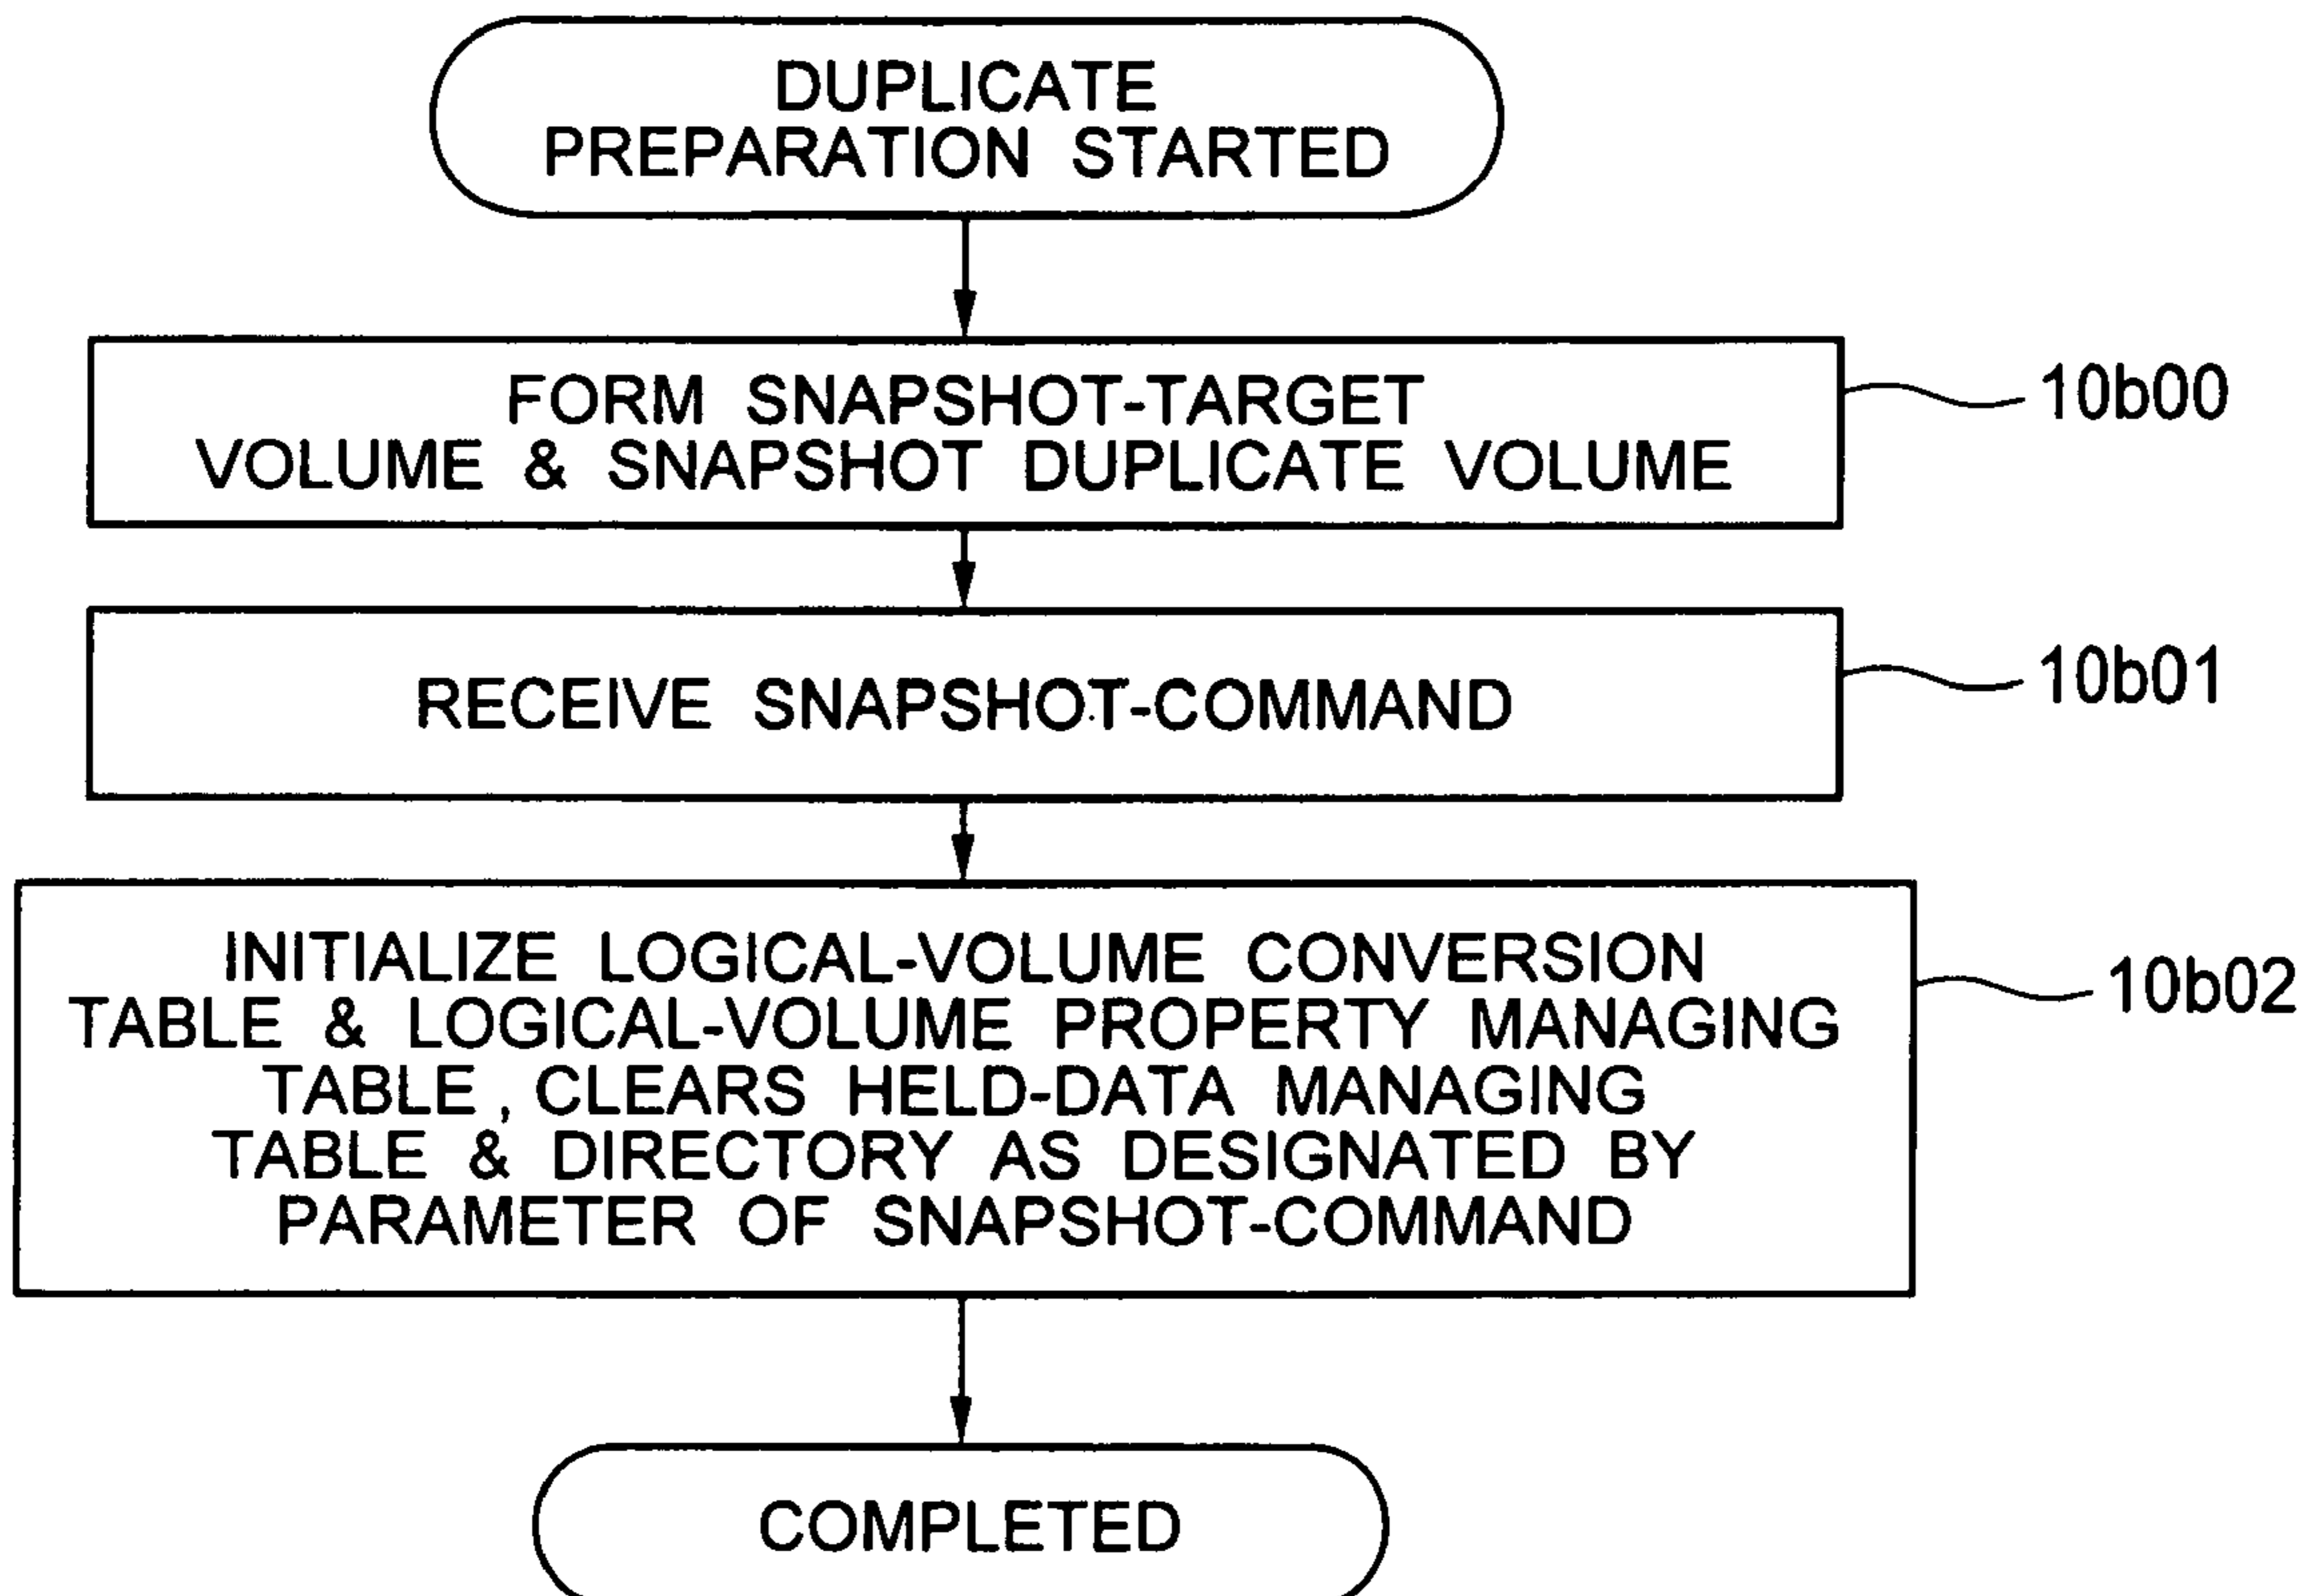 DUPLICATE
PREPARATION STARTED
FORM SNAPSHOT-TARGET
VOLUME & SNAPSHOT DUPLICATE VOLUME
10b00
RECEIVE SNAPSHOT-COMMAND
10b01
INITIALIZE LOGICAL-VOLUME CONVERSION
TABLE & LOGICAL-VOLUME PROPERTY MANAGING
TABLE, CLEARS HELD-DATA MANAGING
TABLE & DIRECTORY AS DESIGNATED BY
PARAMETER OF SNAPSHOT-COMMAND
10b02
COMPLETED